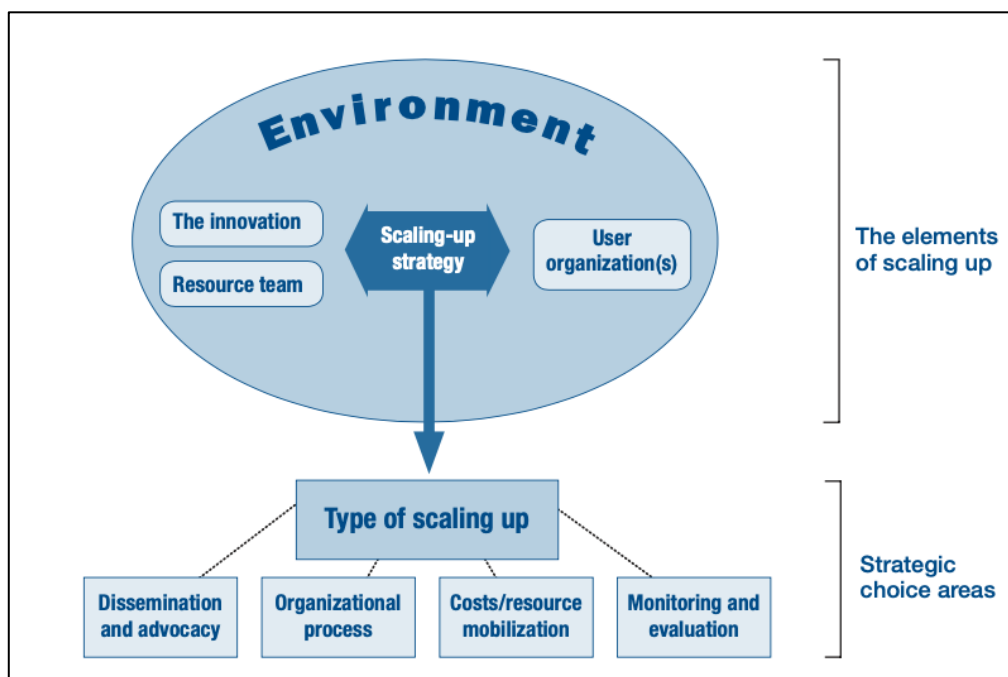 Environment
The innovation
Resource team
Scaling-up
strategy
User
organization(s)
The elements
of scaling up
Type of scaling up
Dissemination
and advocacy
Organizational
process
Costs/resource
mobilization
Monitoring and
evaluation
Strategic
choice areas